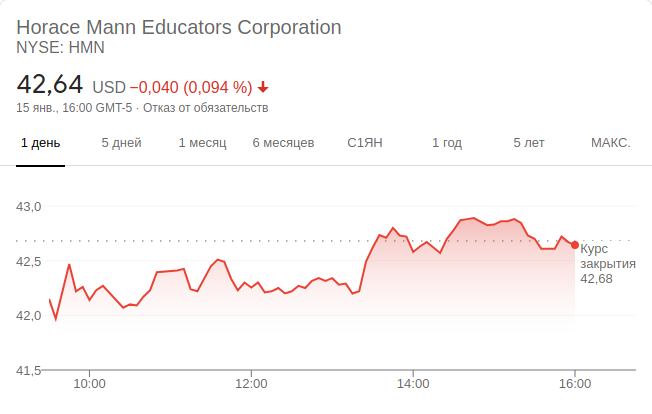 Horace Mann Educators Corporation
NYSE: HMN
42,64 USD −0,040 (0,094 %)
15 янв., 16:00 GMT-5 · Отказ от обязательств
1 день 5 дней 1 месяц 6 месяцев С1ЯН 1 год 5 лет МАКС.
43,0
42,5
42,0
41,5
Курс
закрытия
42,68
10:00 12:00 14:00 16:00